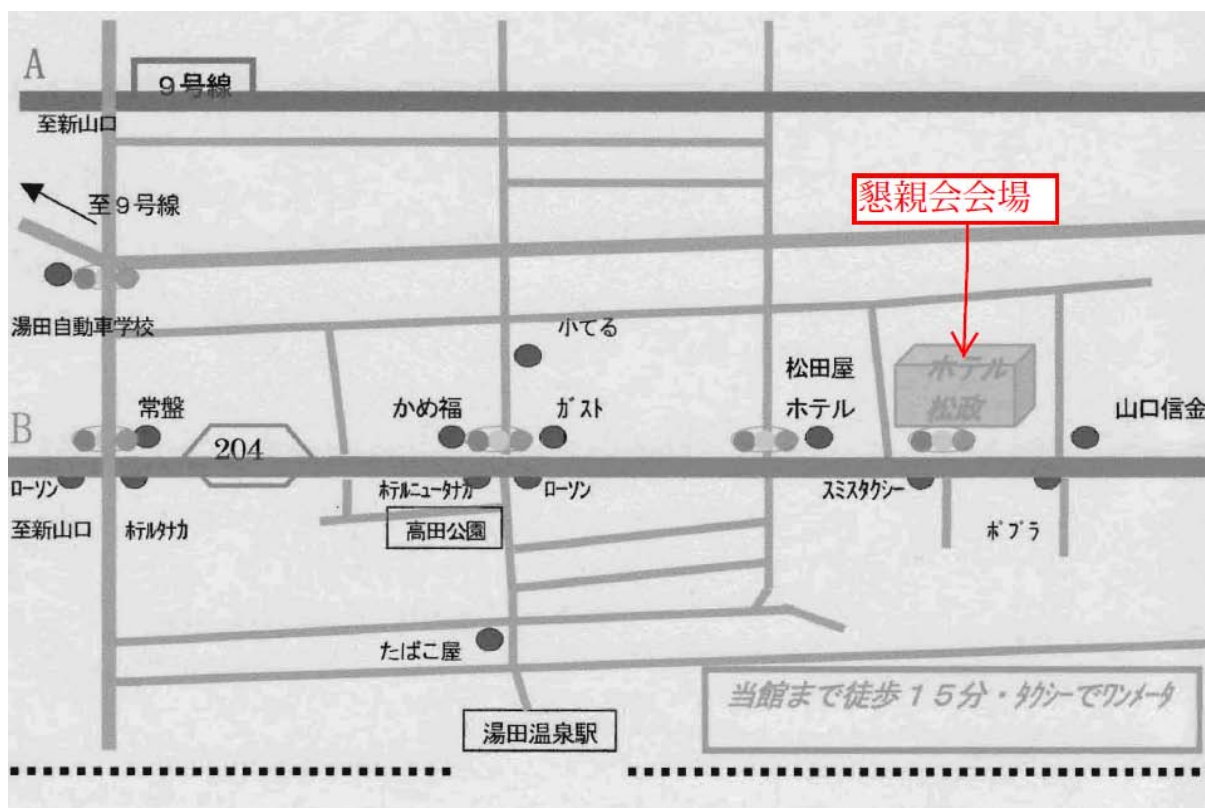 A
9号線
至新山口
至9号線
懇親会会場
湯田自動車学校
小てる
ホテル
松政
松田屋
ホテル
常盤
かめ福
ガスト
山口信金
B
204
ローソン
ホテルタナカ
ホテルニュータナカ
ローソン
スミスタクシー
ポプラ
至新山口
高田公園
たばこ屋
当館まで徒歩15分・タクシーでワンメータ
湯田温泉駅